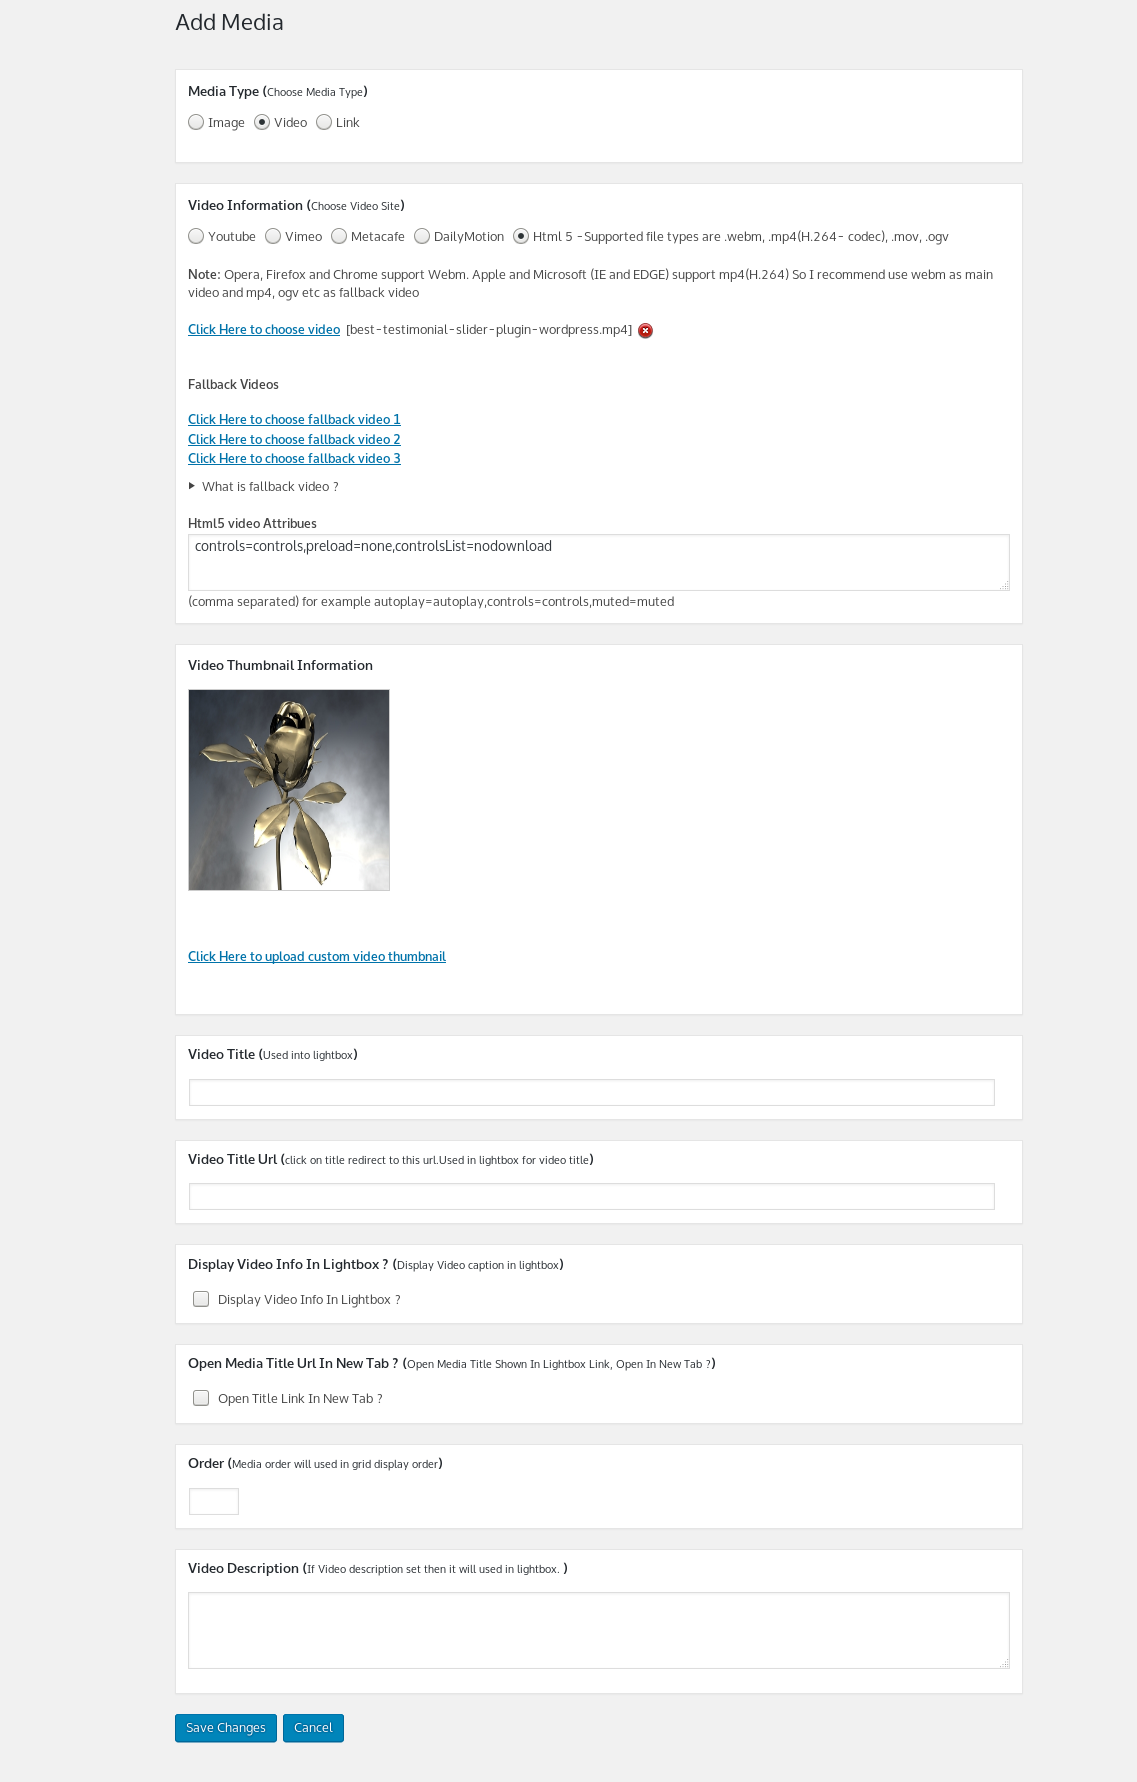 Add Media
Media Type (Choose Media Type)
Image Video Link
Video Information (Choose Video Site)
Youtube Vimeo Metacafe DailyMotion Html 5 -Supported file types are .webm, .mp4(H.264- codec), .mov, .ogv
Note: Opera, Firefox and Chrome support Webm. Apple and Microsoft (IE and EDGE) support mp4(H.264) So I recommend use webm as main
video and mp4, ogv etc as fallback video
Click Here to choose video [best-testimonial-slider-plugin-wordpress.mp4]
Fallback Videos
Click Here to choose fallback video 1
Click Here to choose fallback video 2
Click Here to choose fallback video 3
What is fallback video ?
Html5 video Attribues
controls=controls,preload=none,controlsList=nodownload
(comma separated) for example autoplay=autoplay,controls=controls,muted=muted
Video Thumbnail Information
Click Here to upload custom video thumbnail
Video Title (Used into lightbox)
Video Title Url (click on title redirect to this url.Used in lightbox for video title)
Display Video Info In Lightbox ? (Display Video caption in lightbox)
Display Video Info In Lightbox ?
Open Media Title Url In New Tab ? (Open Media Title Shown In Lightbox Link, Open In New Tab ?)
Open Title Link In New Tab ?
Order (Media order will used in grid display order)
Video Description (If Video description set then it will used in lightbox. )
Save Changes Cancel